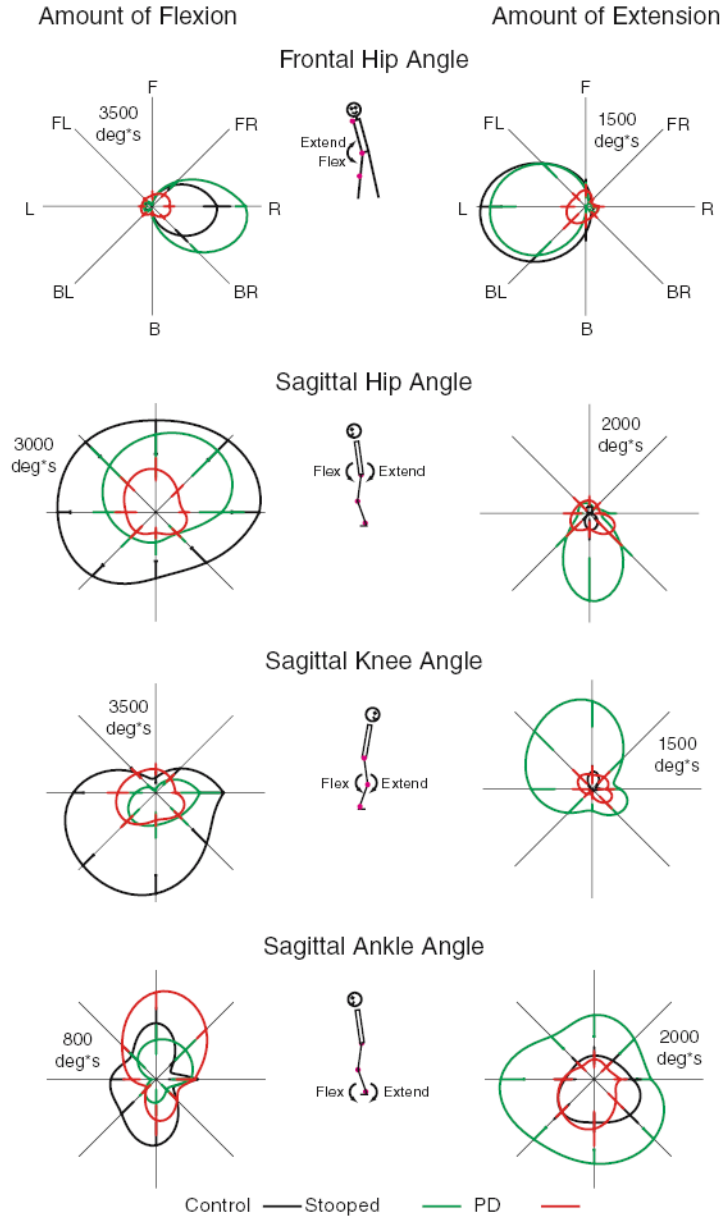 Amount of Flexion
Amount of Extension
Frontal Hip Angle
F
3500
deg*s
FL
FR
L
R
BL
BR
B
Extend
Flex
F
1500
deg*s
FL
FR
L
R
BL
BR
B
Sagittal Hip Angle
3000
deg*s
Flex
Extend
2000
deg*s
Sagittal Knee Angle
3500
deg*s
Flex
Extend
1500
deg*s
Sagittal Ankle Angle
800
deg*s
Flex
Extend
2000
deg*s
Control Stooped PD